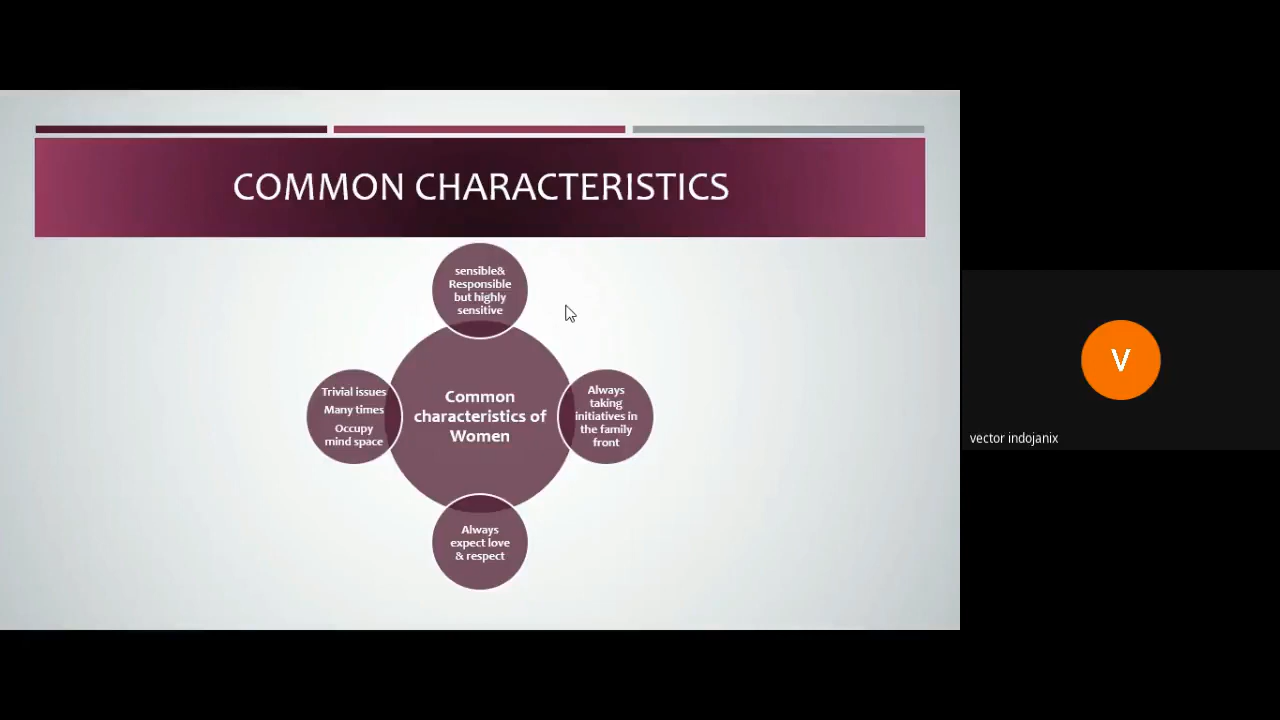 COMMON CHARACTERISTICS
sensible&
Responsible
but highly
sensitive
Trivial issues
Many times
Occupy
mind space
Common
characteristics of
Women
Always
taking
initiatives in
the family
front
Always
expect love
& respect
V
vector indojanix